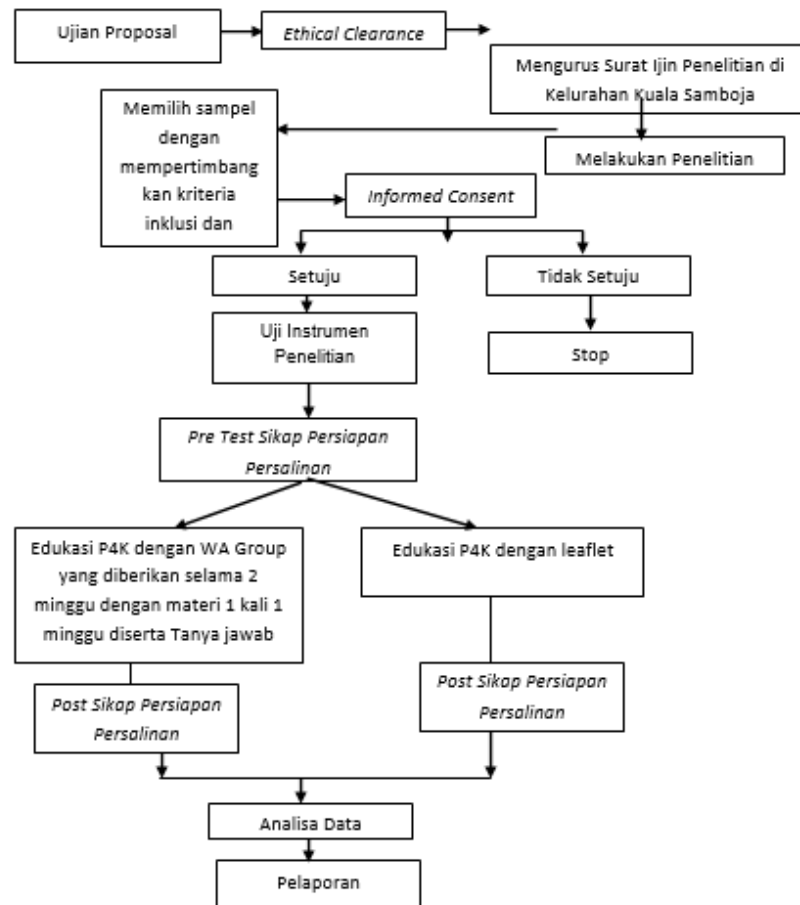 Ujian Proposal
Ethical Clearance
Mengurus Surat Ijin Penelitian di
Kelurahan Kuala Samboja
Memilih sampel
dengan
mempertimbang
kan kriteria
inklusi dan
Melakukan Penelitian
Informed Consent
Setuju
Tidak Setuju
Uji Instrumen
Penelitian
Stop
Pre Test Sikap Persiapan
Persalinan
Edukasi P4K dengan WA Group
yang diberikan selama 2
minggu dengan materi 1 kali 1
minggu diserta Tanya jawab
Edukasi P4K dengan leaflet
Post Sikap Persiapan
Persalinan
Post Sikap Persiapan
Persalinan
Analisa Data
Pelaporan